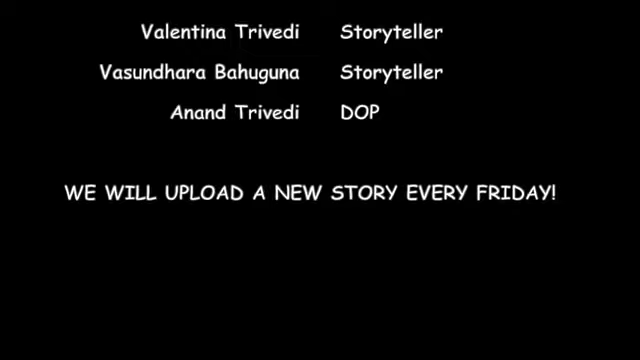 Valentina Trivedi Storyteller
Vasundhara Bahuguna Storyteller
Anand Trivedi DOP
WE WILL UPLOAD A NEW STORY EVERY FRIDAY!